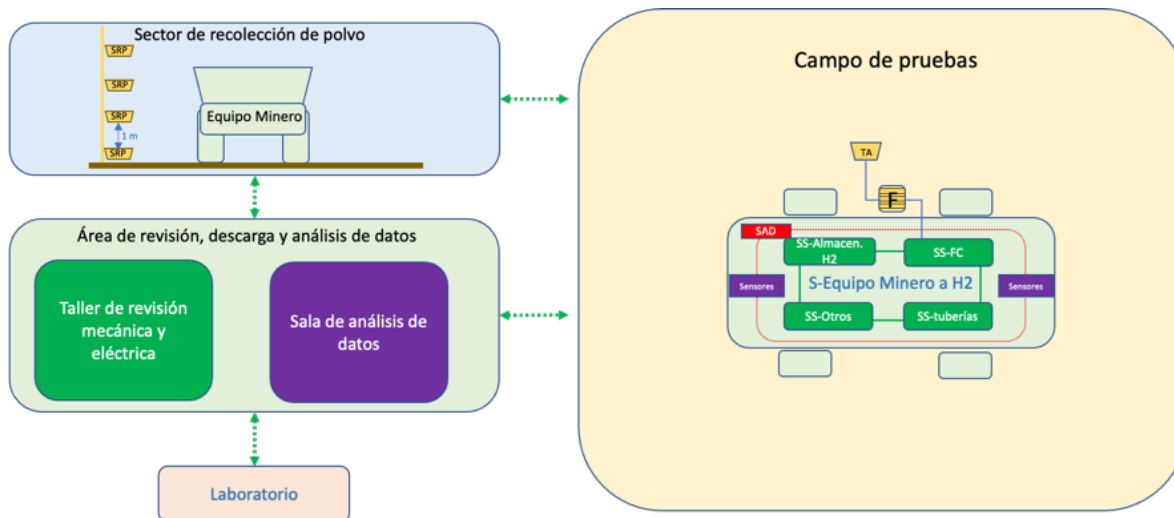 Sector de recolección de polvo
SRP
SRP
SRP
1 m
SRP
Equipo Minero
Campo de pruebas
TA
F
SAD
SS-Almacen.
H2
SS-FC
Sensores
S-Equipo Minero a H2
Sensores
SS-Otros
SS-tuberías
Área de revisión, descarga y análisis de datos
Taller de revisión
mecánica y
eléctrica
Sala de análisis de
datos
Laboratorio